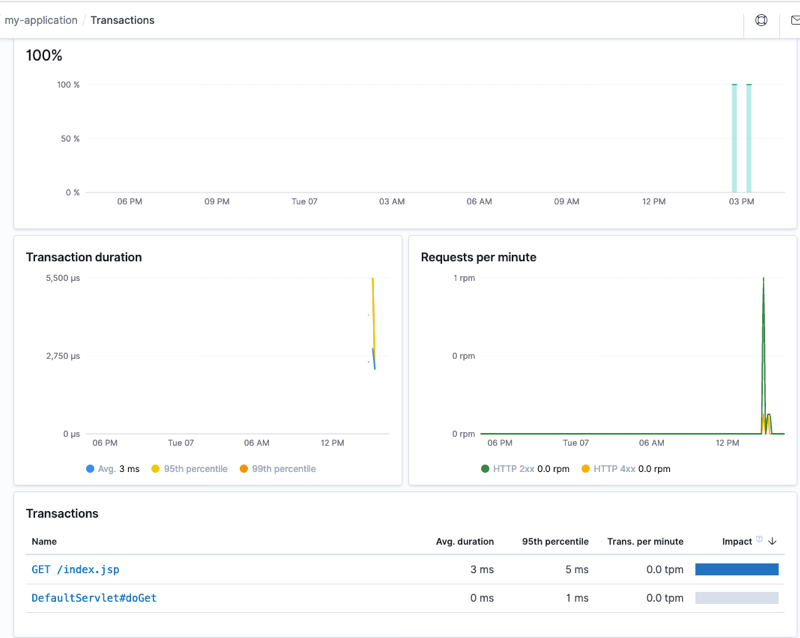 my-application / Transactions
100%
100 %
50 %
0 %
06 PM 09 PM Tue 07 03 AM 06 AM 09 AM 12 PM 03 PM
Transaction duration
5,500 μs
2,750 μs
0 μs
06 PM Tue 07 06 AM 12 PM
Avg. 3 ms 95th percentile 99th percentile
Requests per minute
1 rpm
0 rpm
0 rpm
06 PM Tue 07 06 AM 12 PM
HTTP 2xx 0.0 rpm HTTP 4xx 0.0 rpm
Transactions
Name Avg. duration 95th percentile Trans. per minute Impact
GET /index.jsp 3 ms 5 ms 0.0 tpm
DefaultServlet#doGet 0 ms 1 ms 0.0 tpm